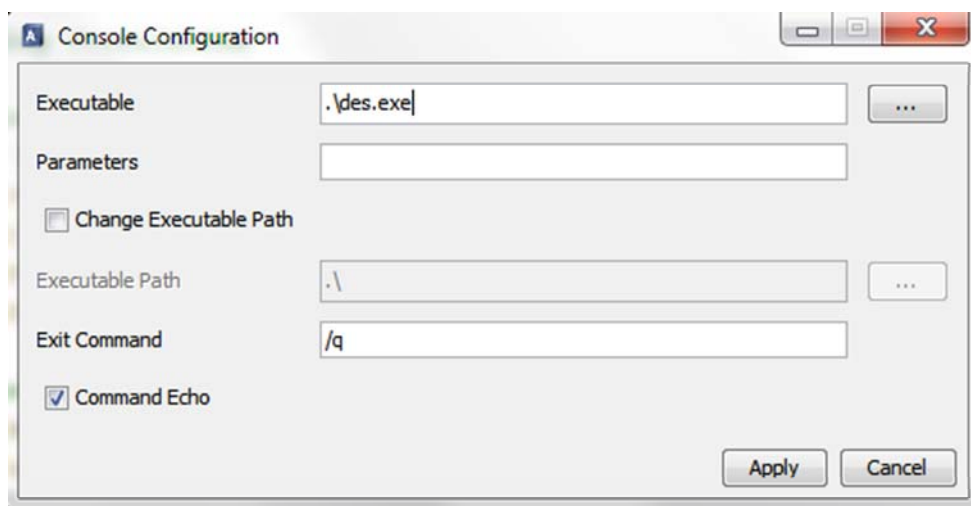 Console Configuration
Executable
.\des.exe
...
Parameters
Change Executable Path
Executable Path
.\
...
Exit Command
/q
Command Echo
Apply
Cancel